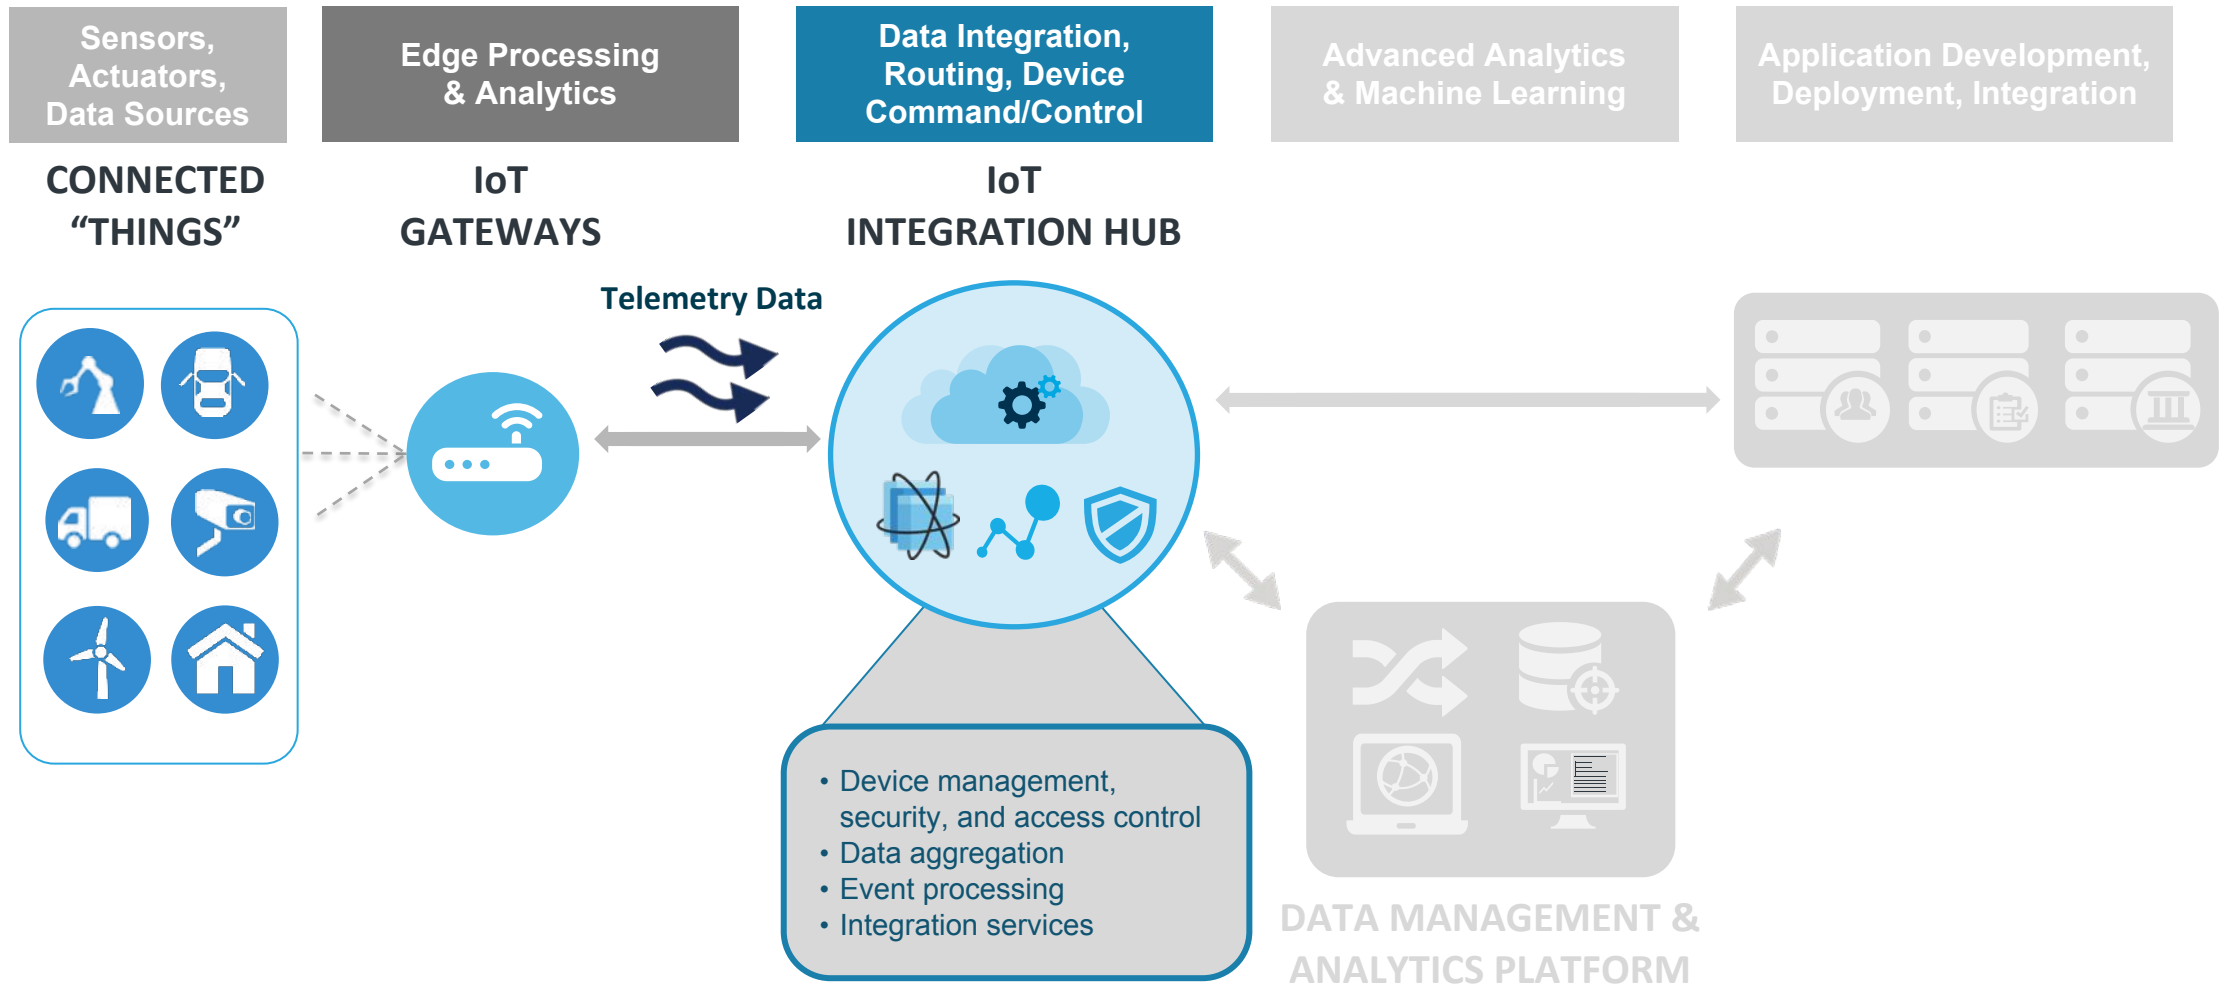 Sensors,
Actuators,
Data Sources
Edge Processing
& Analytics
Data Integration,
Routing, Device
Command/Control
Advanced Analytics
& Machine Learning
Application Development,
Deployment, Integration
CONNECTED
“THINGS”
IoT
GATEWAYS
IoT
INTEGRATION HUB
Telemetry Data
• Device management,
security, and access control
• Data aggregation
• Event processing
• Integration services
DATA MANAGEMENT &
ANALYTICS PLATFORM